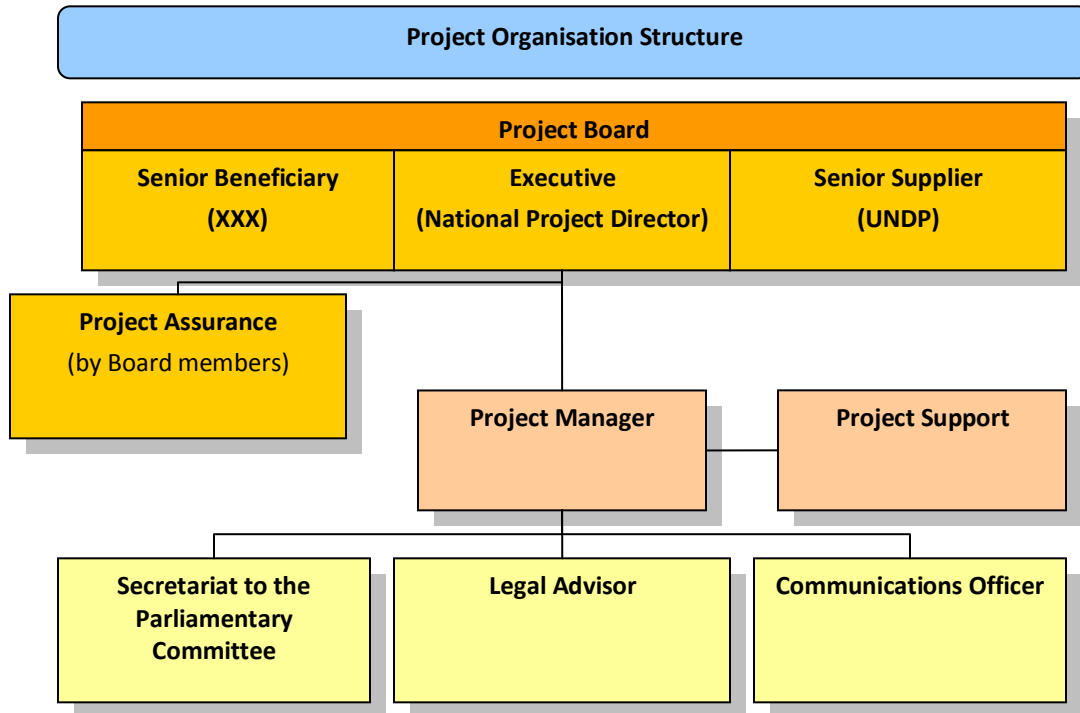 Project Organisation Structure
Project Board
Senior Beneficiary
(XXX)
Executive
(National Project Director)
Senior Supplier
(UNDP)
Project Assurance
(by Board members)
Project Manager
Project Support
Secretariat to the
Parliamentary
Committee
Legal Advisor
Communications Officer